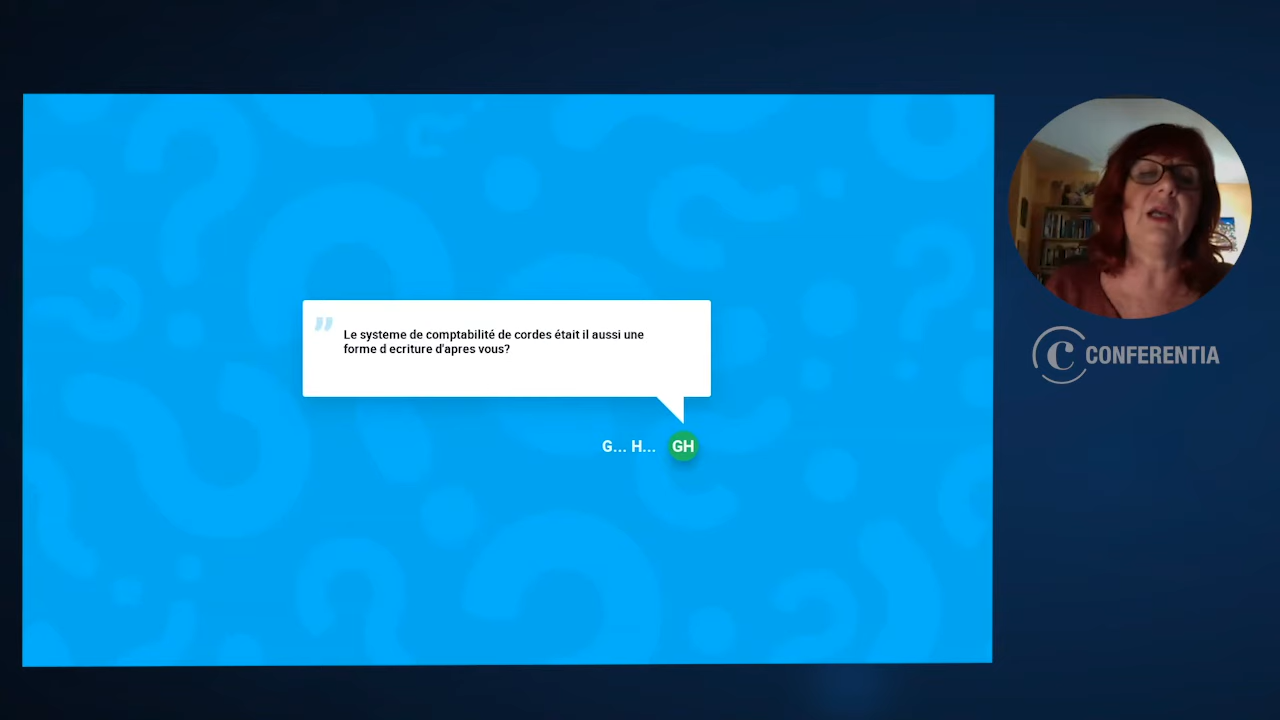 Le systeme de comptabilité de cordes était il aussi une
forme d ecriture d'apres vous?
G... H...
GH
C CONFERENTIA